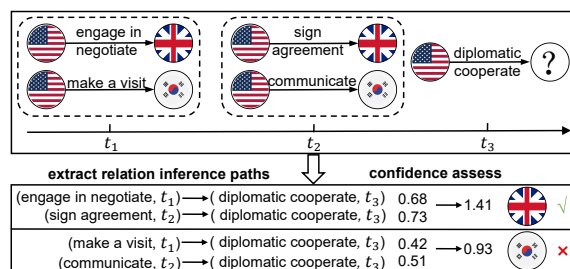 engage in
negotiate
sign
agreement
make a visit
communicate
diplomatic
cooperate
?
t1
t2
t3
extract relation inference paths
confidence assess
(engage in negotiate, t1)→( diplomatic cooperate, t3) 0.68
→1.41 √
(sign agreement, t2)→( diplomatic cooperate, t3) 0.73
(make a visit, t1)→( diplomatic cooperate, t3) 0.42
→0.93 ×
(communicate, t2)→( diplomatic cooperate, t3) 0.51